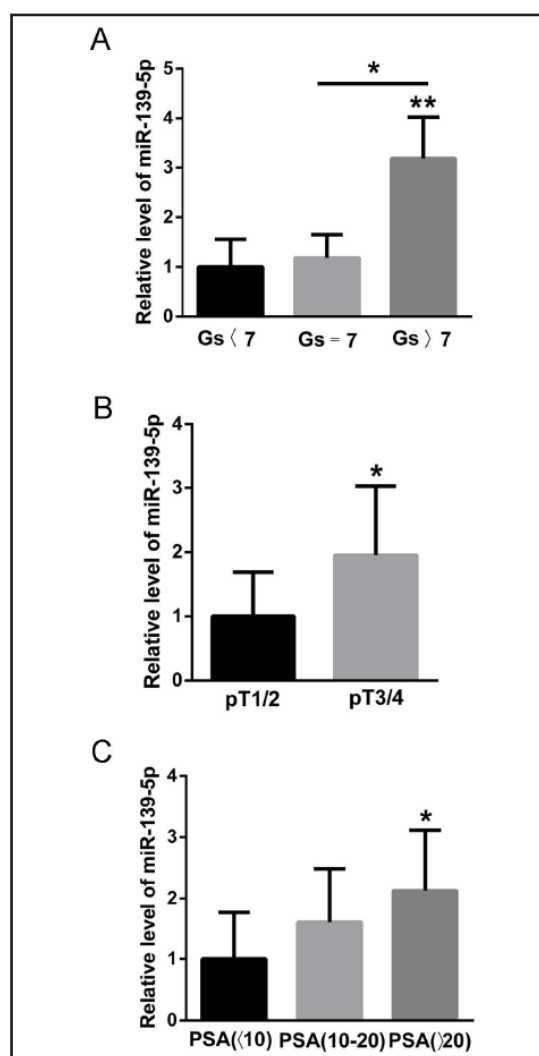 A
Relative level of miR-139-5p
5
4
3
2
1
0
*
**
Gs〈 7 Gs = 7 Gs 〉 7
B
Relative level of miR-139-5p
4
3
2
1
0
*
pT1/2 pT3/4
C
Relative level of miR-139-5p
4
3
2
1
0
*
PSA(〈10) PSA(10-20) PSA(〉20)